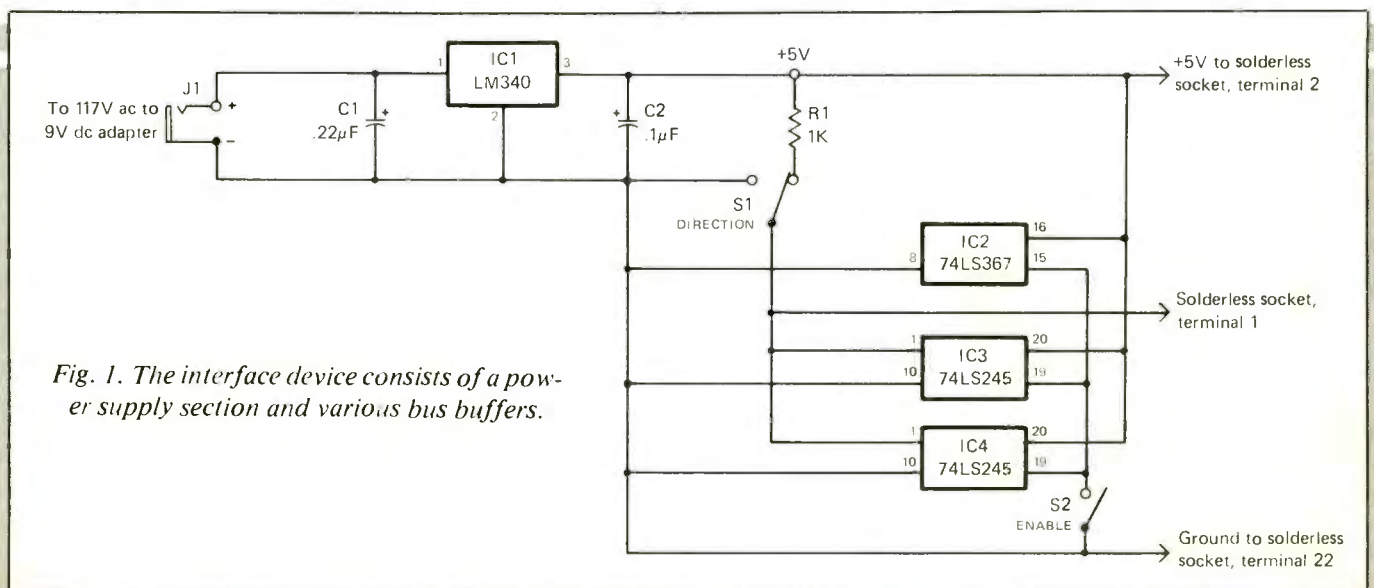 To 117V ac to
9V dc adapter
J1
+
−
C1
.22µF
+
1
IC1
LM340
3
2
+
C2
.1µF
+5V
R1
1K
S1
DIRECTION
+5V to solderless
socket, terminal 2
8
IC2
74LS367
16
15
Solderless socket,
terminal 1
1
10
IC3
74LS245
20
19
1
10
IC4
74LS245
20
19
S2
ENABLE
Ground to solderless
socket, terminal 22
Fig. 1. The interface device consists of a pow-
er supply section and various bus buffers.